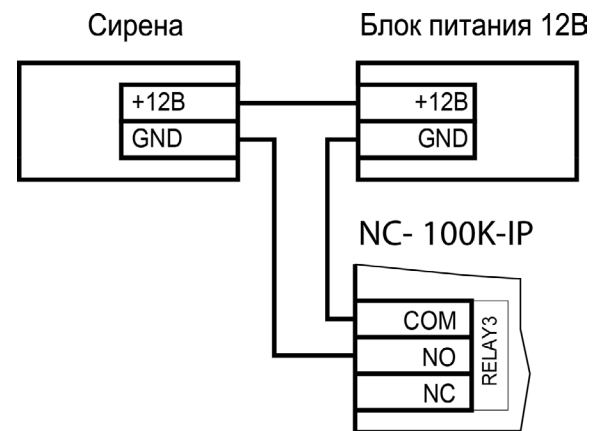 Сирена
Блок питания 12В
+12В
GND
+12В
GND
NC- 100K-IP
COM
NO
NC
RELAY3